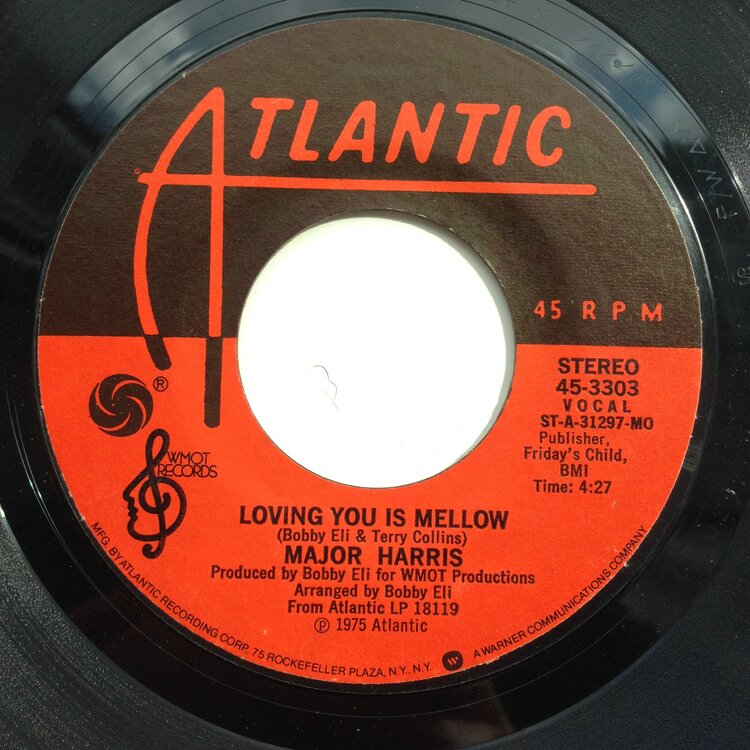 ATLANTIC
45 RPM
STEREO
45-3303
VOCAL
ST-A-31297-MO
Publisher,
Friday's Child,
BMI
Time: 4:27
®
WMOT
RECORDS
LOVING YOU IS MELLOW
(Bobby Eli & Terry Collins)
MAJOR HARRIS
Produced by Bobby Eli for WMOT Productions
Arranged by Bobby Eli
From Atlantic LP 18119
℗ 1975 Atlantic
MFG. BY ATLANTIC RECORDING CORP. 75 ROCKEFELLER PLAZA, N.Y., N.Y. A WARNER COMMUNICATIONS COMPANY